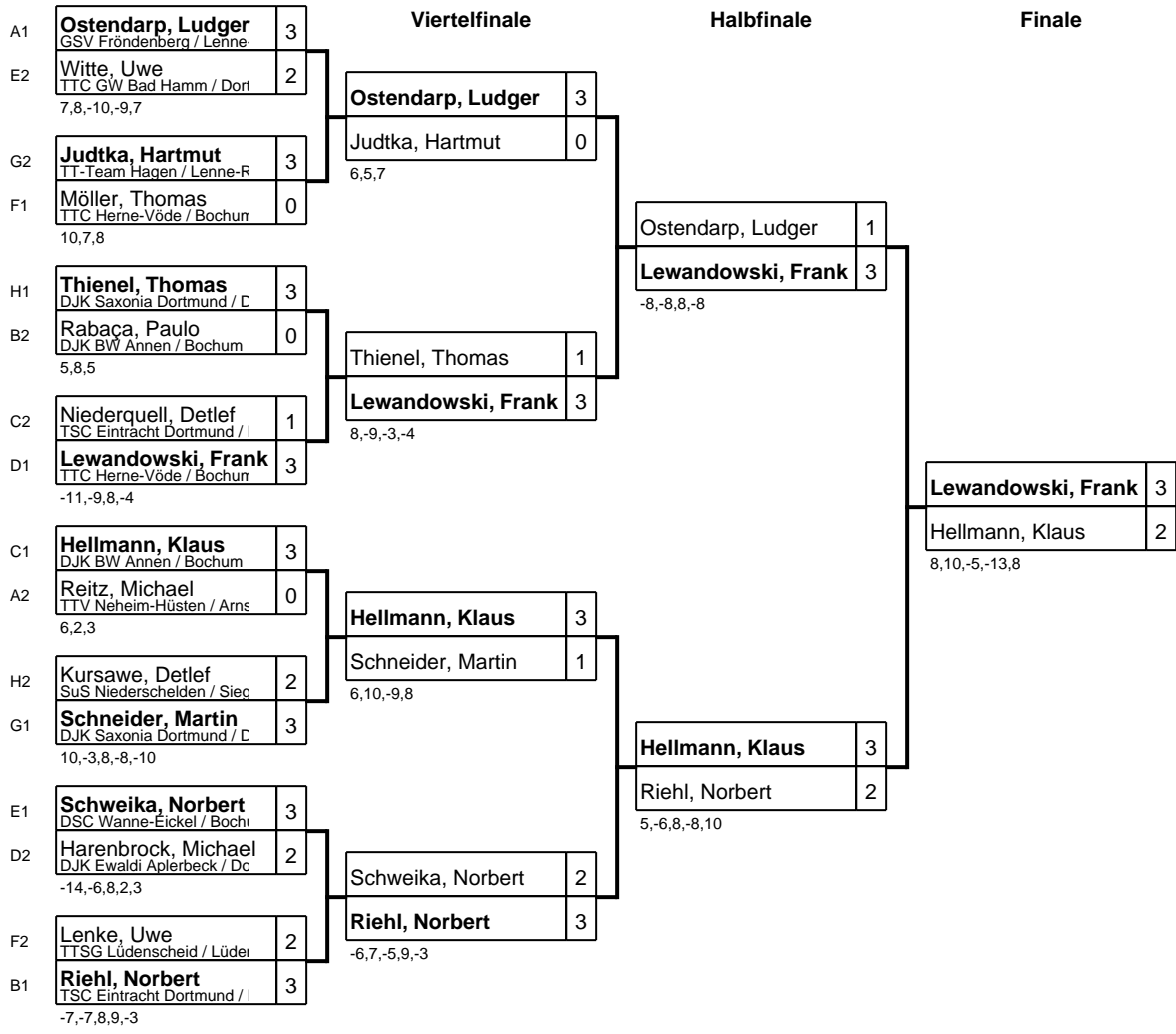 Viertelfinale
Halbfinale
Finale
A1 Ostendarp, Ludger 3
GSV Fröndenberg / Lenne-
E2 Witte, Uwe 2
TTC GW Bad Hamm / Dort
7,8,-10,-9,7
G2 Judtka, Hartmut 3
TT-Team Hagen / Lenne-R
F1 Möller, Thomas 0
TTC Herne-Vöde / Bochum
10,7,8
H1 Thienel, Thomas 3
DJK Saxonia Dortmund / D
B2 Rabaça, Paulo 0
DJK BW Annen / Bochum
5,8,5
C2 Niederquell, Detlef 1
TSC Eintracht Dortmund /
D1 Lewandowski, Frank 3
TTC Herne-Vöde / Bochum
-11,-9,8,-4
C1 Hellmann, Klaus 3
DJK BW Annen / Bochum
A2 Reitz, Michael 0
TTV Neheim-Hüsten / Arns
6,2,3
H2 Kursawe, Detlef 2
SuS Niederschelden / Sieg
G1 Schneider, Martin 3
DJK Saxonia Dortmund / D
10,-3,8,-8,-10
E1 Schweika, Norbert 3
DSC Wanne-Eickel / Bochu
D2 Harenbrock, Michael 2
DJK Ewaldi Aplerbeck / Do
-14,-6,8,2,3
F2 Lenke, Uwe 2
TTSG Lüdenscheid / Lüden
B1 Riehl, Norbert 3
TSC Eintracht Dortmund /
-7,-7,8,9,-3
Ostendarp, Ludger 3
Judtka, Hartmut 0
6,5,7
Thienel, Thomas 1
Lewandowski, Frank 3
8,-9,-3,-4
Hellmann, Klaus 3
Schneider, Martin 1
6,10,-9,8
Schweika, Norbert 2
Riehl, Norbert 3
-6,7,-5,9,-3
Ostendarp, Ludger 1
Lewandowski, Frank 3
-8,-8,8,-8
Hellmann, Klaus 3
Riehl, Norbert 2
5,-6,8,-8,10
Lewandowski, Frank 3
Hellmann, Klaus 2
8,10,-5,-13,8